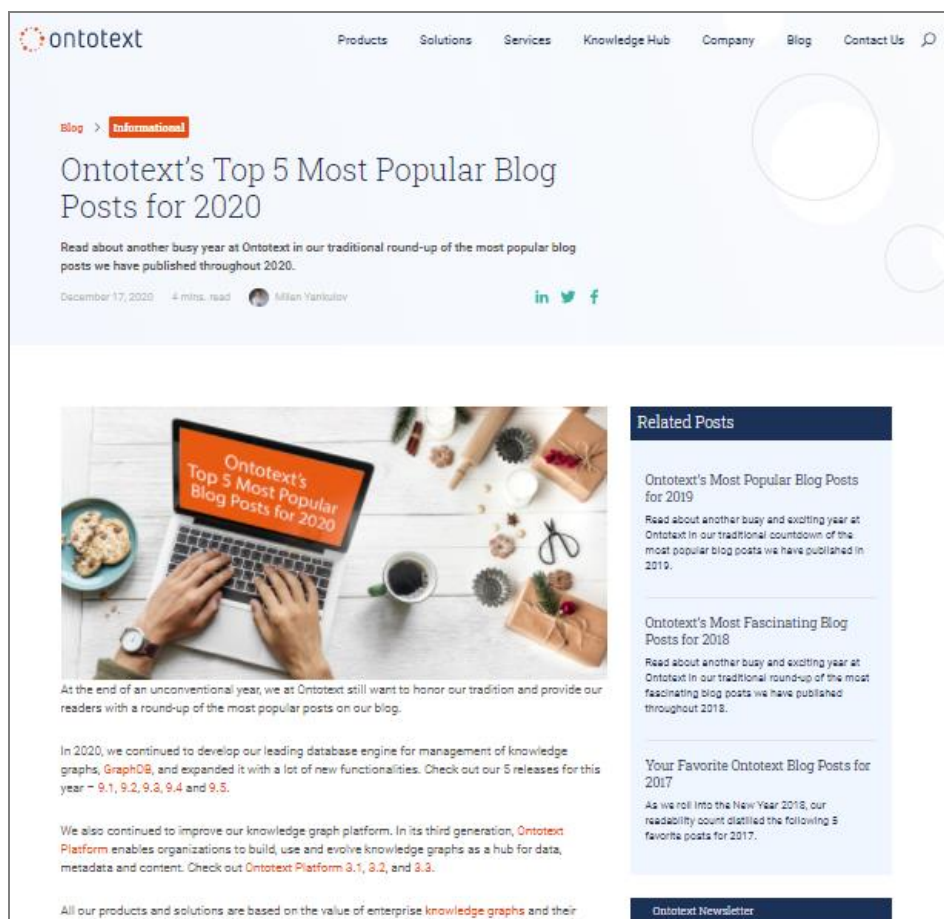 ontotext
Products Solutions Services Knowledge Hub Company Blog Contact Us
Blog > Informational
Ontotext's Top 5 Most Popular Blog
Posts for 2020
Read about another busy year at Ontotext in our traditional round-up of the most popular blog
posts we have published throughout 2020.
December 17, 2020 4 mins. read Milen Yankulov
in f
Ontotext's
Top 5 Most Popular
Blog Posts for 2020
At the end of an unconventional year, we at Ontotext still want to honor our tradition and provide our
readers with a round-up of the most popular posts on our blog.
In 2020, we continued to develop our leading database engine for management of knowledge
graphs, GraphDB, and expanded it with a lot of new functionalities. Check out our 5 releases for this
year – 9.1, 9.2, 9.3, 9.4 and 9.5.
We also continued to improve our knowledge graph platform. In its third generation, Ontotext
Platform enables organizations to build, use and evolve knowledge graphs as a hub for data,
metadata and content. Check out Ontotext Platform 3.1, 3.2, and 3.3.
All our products and solutions are based on the value of enterprise knowledge graphs and their
Related Posts
Ontotext's Most Popular Blog Posts
for 2019
Read about another busy and exciting year at
Ontotext in our traditional countdown of the
most popular blog posts we have published in
2019.
Ontotext's Most Fascinating Blog
Posts for 2018
Read about another busy and exciting year at
Ontotext in our traditional round-up of the most
fascinating blog posts we have published
throughout 2018.
Your Favorite Ontotext Blog Posts for
2017
As we roll into the New Year 2018, our
readability count distilled the following 5
favorite posts for 2017.
Ontotext Newsletter